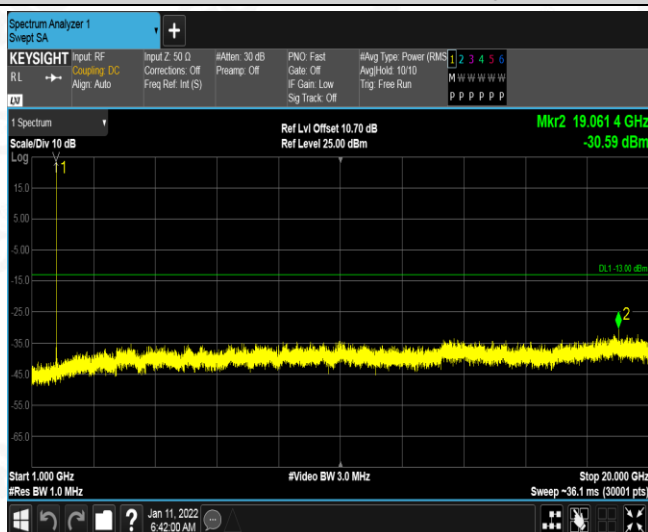 Spectrum Analyzer 1
Swept SA
+
KEYSIGHT
RL
LXI
Input: RF
Coupling: DC
Align: Auto
Input Z: 50 Ω
Corrections: Off
Freq Ref: Int (S)
#Atten: 30 dB
Preamp: Off
PNO: Fast
Gate: Off
IF Gain: Low
Sig Track: Off
#Avg Type: Power (RMS
Avg|Hold: 10/10
Trig: Free Run
1 2 3 4 5 6
M W W W W W
P P P P P P
1 Spectrum
Scale/Div 10 dB
Ref Lvl Offset 10.70 dB
Ref Level 25.00 dBm
Mkr2 19.061 4 GHz
-30.59 dBm
Log
1 1
15.0
5.00
-5.00
DL1 -13.00 dBm
-15.0
2
-35.0
-45.0
-55.0
-65.0
Start 1.000 GHz
#Res BW 1.0 MHz
#Video BW 3.0 MHz
Stop 20.000 GHz
Sweep ~36.1 ms (30001 pts)
?
Jan 11, 2022
6:42:00 AM